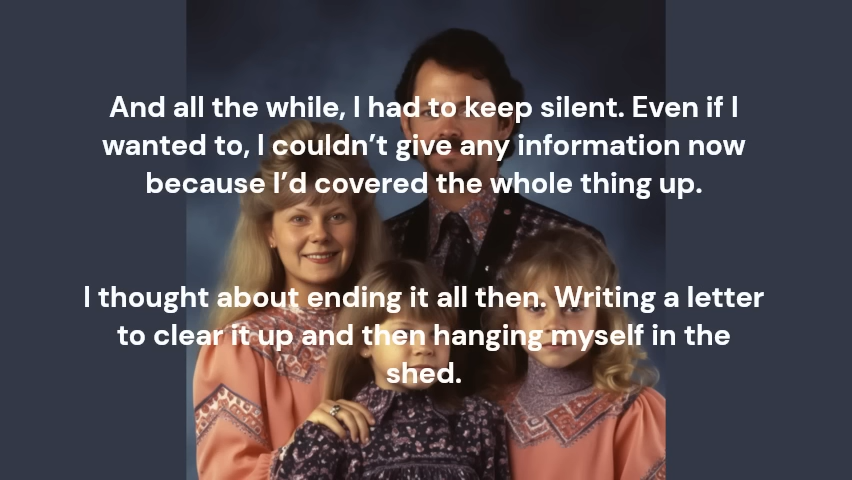 And all the while, I had to keep silent. Even if I
wanted to, I couldn’t give any information now
because I’d covered the whole thing up.
I thought about ending it all then. Writing a letter
to clear it up and then hanging myself in the
shed.